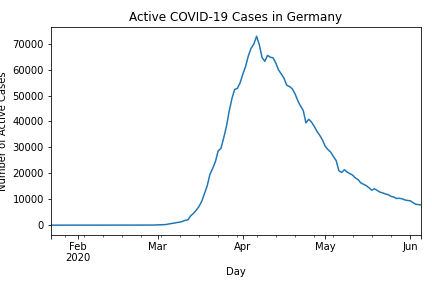 Active COVID-19 Cases in Germany
Number of Active Cases
70000
60000
50000
40000
30000
20000
10000
0
Feb
2020
Mar
Apr
May
Jun
Day